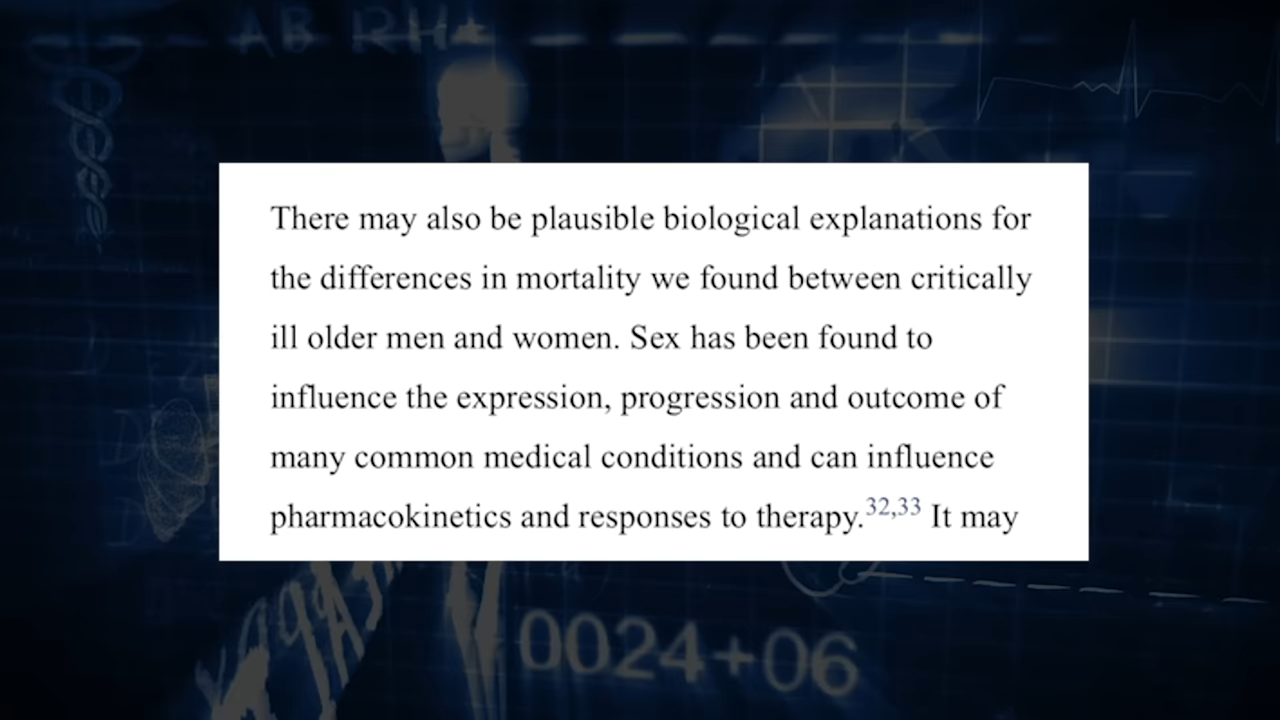 AB RH+
There may also be plausible biological explanations for
the differences in mortality we found between critically
ill older men and women. Sex has been found to
influence the expression, progression and outcome of
many common medical conditions and can influence
pharmacokinetics and responses to therapy.32,33 It may
0024+06